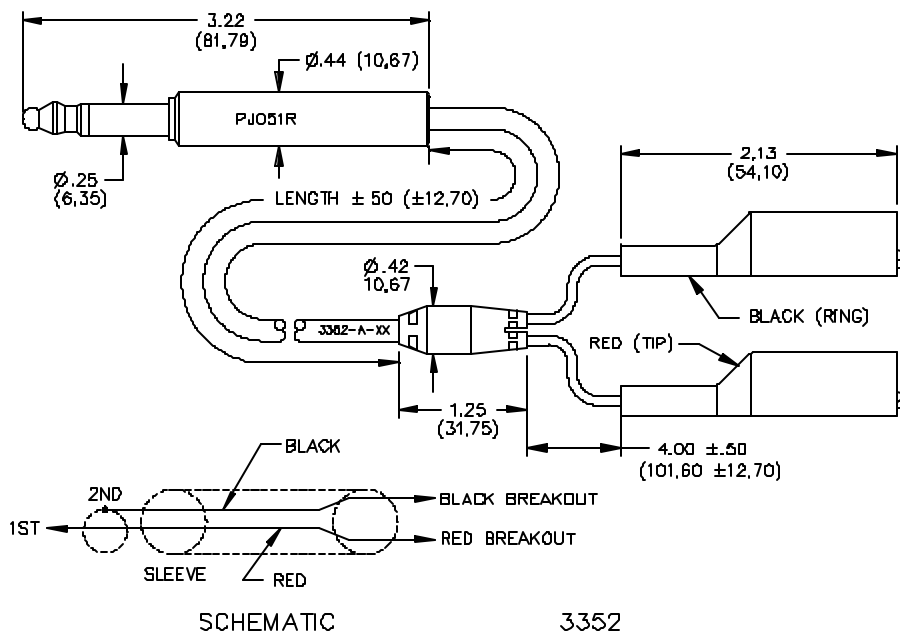 3.22
(81,79)
Ø.44 (10,67)
PJ051R
Ø.25
(6,35)
2,13
(54,10)
LENGTH ±50 (±12,70)
Ø.42
10,67
3352-A-XX
BLACK (RING)
RED (TIP)
1.25
(31,75)
4.00 ±.50
(101,60 ±12,70)
BLACK
2ND
BLACK BREAKOUT
1ST
RED BREAKOUT
SLEEVE
RED
SCHEMATIC
3352